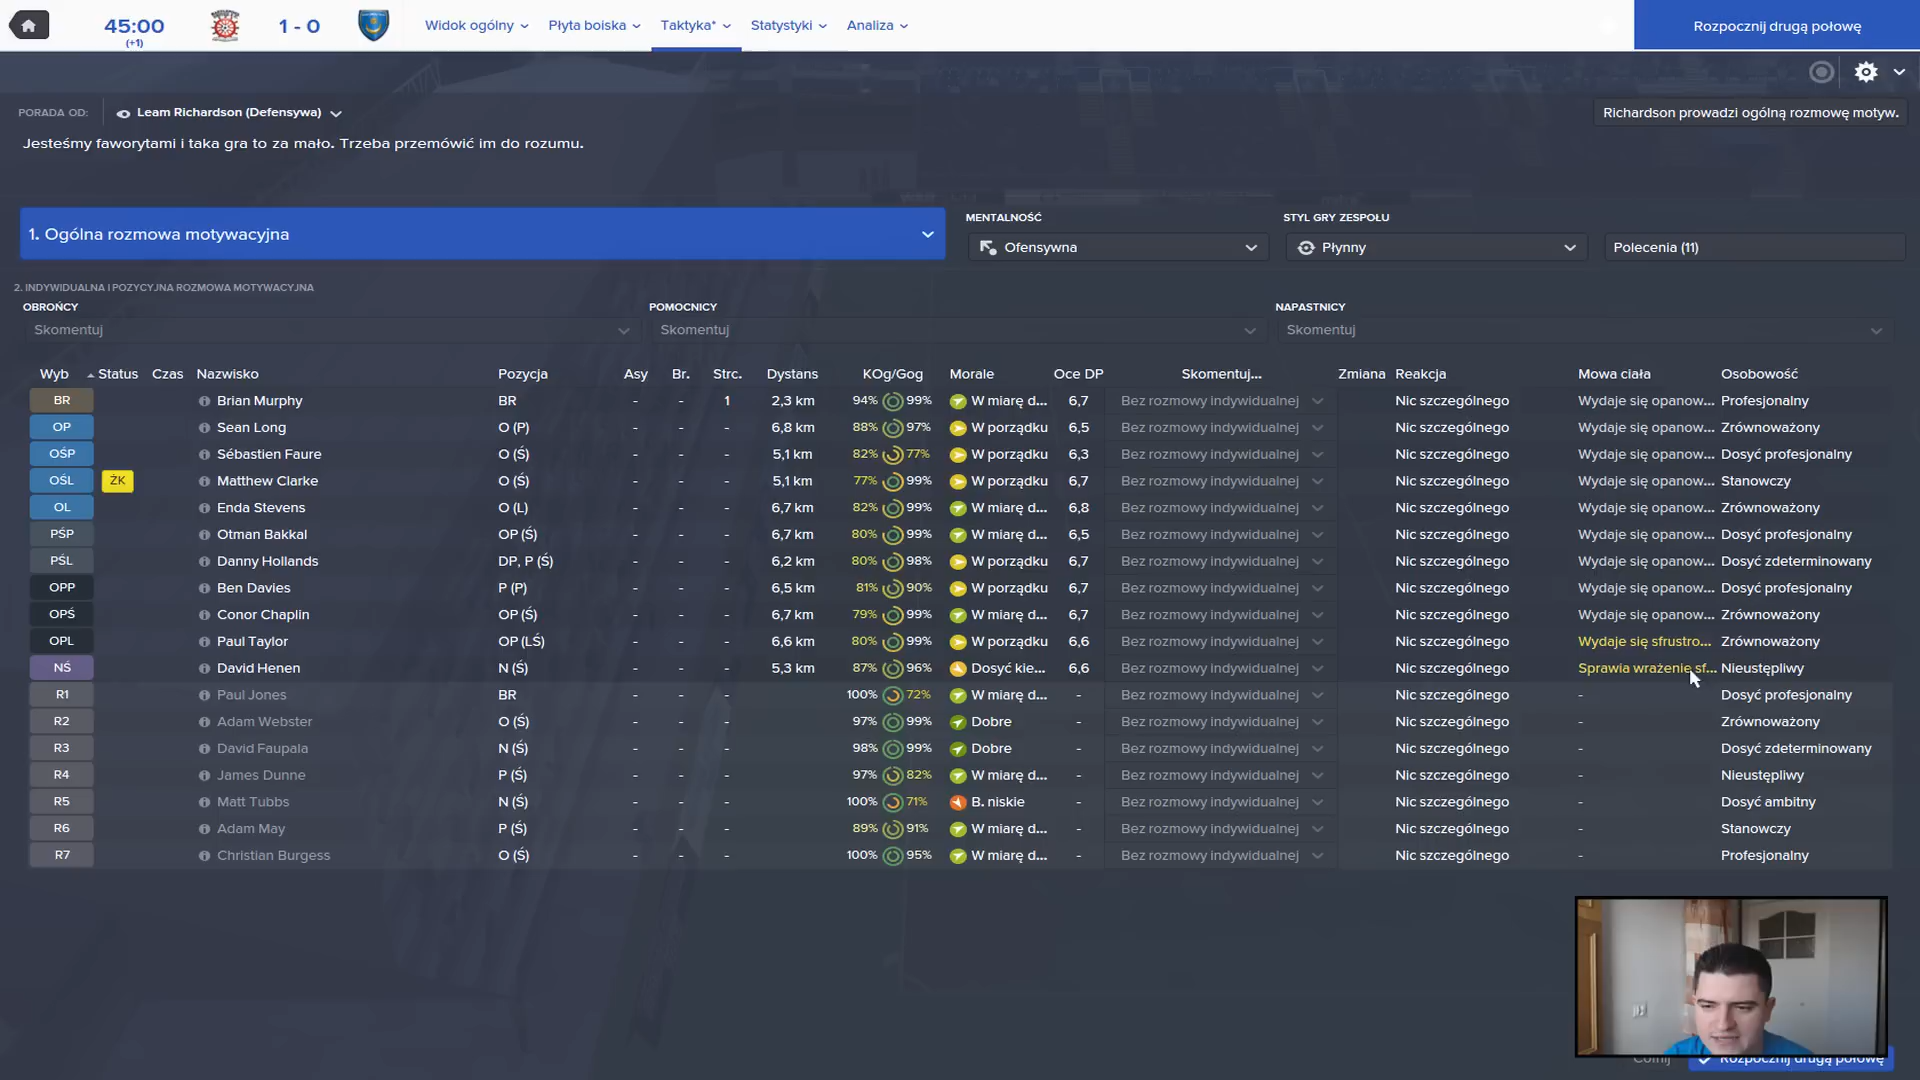 45:00
(+1)
1 - 0
Widok ogólny
Płyta boiska
Taktyka*
Statystyki
Analiza
Rozpocznij drugą połowę
PORADA OD:
Leam Richardson (Defensywa)
Richardson prowadzi ogólną rozmowę motyw.
Jesteśmy faworytami i taka gra to za mało. Trzeba przemówić im do rozumu.
1. Ogólna rozmowa motywacyjna
MENTALNOŚĆ
Ofensywna
STYL GRY ZESPOŁU
Płynny
Polecenia (11)
2. INDYWIDUALNA I POZYCYJNA ROZMOWA MOTYWACYJNA
OBROŃCY POMOCNICY NAPASTNICY
Skomentuj Skomentuj Skomentuj
Wyb Status Czas Nazwisko Pozycja Asy Br. Strc. Dystans KOg/Gog Morale Oce DP Skomentuj... Zmiana Reakcja Mowa ciała Osobowość
BR Brian Murphy BR - - 1 2,3 km 94% 99% W miarę d... 6,7 Bez rozmowy indywidualnej Nic szczególnego Wydaje się opanow... Profesjonalny
OP Sean Long O (P) - - - 6,8 km 88% 97% W porządku 6,5 Bez rozmowy indywidualnej Nic szczególnego Wydaje się opanow... Zrównoważony
OŚP Sébastien Faure O (Ś) - - - 5,1 km 82% 77% W porządku 6,3 Bez rozmowy indywidualnej Nic szczególnego Wydaje się opanow... Dosyć profesjonalny
OŚL ŻK Matthew Clarke O (Ś) - - - 5,1 km 77% 99% W porządku 6,7 Bez rozmowy indywidualnej Nic szczególnego Wydaje się opanow... Stanowczy
OL Enda Stevens O (L) - - - 6,7 km 82% 99% W miarę d... 6,8 Bez rozmowy indywidualnej Nic szczególnego Wydaje się opanow... Zrównoważony
PŚP Otman Bakkal OP (Ś) - - - 6,7 km 80% 99% W miarę d... 6,5 Bez rozmowy indywidualnej Nic szczególnego Wydaje się opanow... Dosyć profesjonalny
PŚL Danny Hollands DP, P (Ś) - - - 6,2 km 80% 98% W porządku 6,7 Bez rozmowy indywidualnej Nic szczególnego Wydaje się opanow... Dosyć zdeterminowany
OPP Ben Davies P (P) - - - 6,5 km 81% 90% W porządku 6,7 Bez rozmowy indywidualnej Nic szczególnego Wydaje się opanow... Dosyć profesjonalny
OPŚ Conor Chaplin OP (Ś) - - - 6,7 km 79% 99% W miarę d... 6,7 Bez rozmowy indywidualnej Nic szczególnego Wydaje się opanow... Zrównoważony
OPL Paul Taylor OP (LŚ) - - - 6,6 km 80% 99% W porządku 6,6 Bez rozmowy indywidualnej Nic szczególnego Wydaje się sfrustro... Zrównoważony
NŚ David Henen N (Ś) - - - 5,3 km 87% 96% Dosyć kie... 6,6 Bez rozmowy indywidualnej Nic szczególnego Sprawia wrażenie sf... Nieustępliwy
R1 Paul Jones BR - - - 100% 72% W miarę d... - Bez rozmowy indywidualnej Nic szczególnego - Dosyć profesjonalny
R2 Adam Webster O (Ś) - - - 97% 99% Dobre - Bez rozmowy indywidualnej Nic szczególnego - Zrównoważony
R3 David Faupala N (Ś) - - - 98% 99% Dobre - Bez rozmowy indywidualnej Nic szczególnego - Dosyć zdeterminowany
R4 James Dunne P (Ś) - - - 97% 82% W miarę d... - Bez rozmowy indywidualnej Nic szczególnego - Nieustępliwy
R5 Matt Tubbs N (Ś) - - - 100% 71% B. niskie - Bez rozmowy indywidualnej Nic szczególnego - Dosyć ambitny
R6 Adam May P (Ś) - - - 89% 91% W miarę d... - Bez rozmowy indywidualnej Nic szczególnego - Stanowczy
R7 Christian Burgess O (Ś) - - - 100% 95% W miarę d... - Bez rozmowy indywidualnej Nic szczególnego - Profesjonalny
Cofnij Rozpocznij drugą połowę